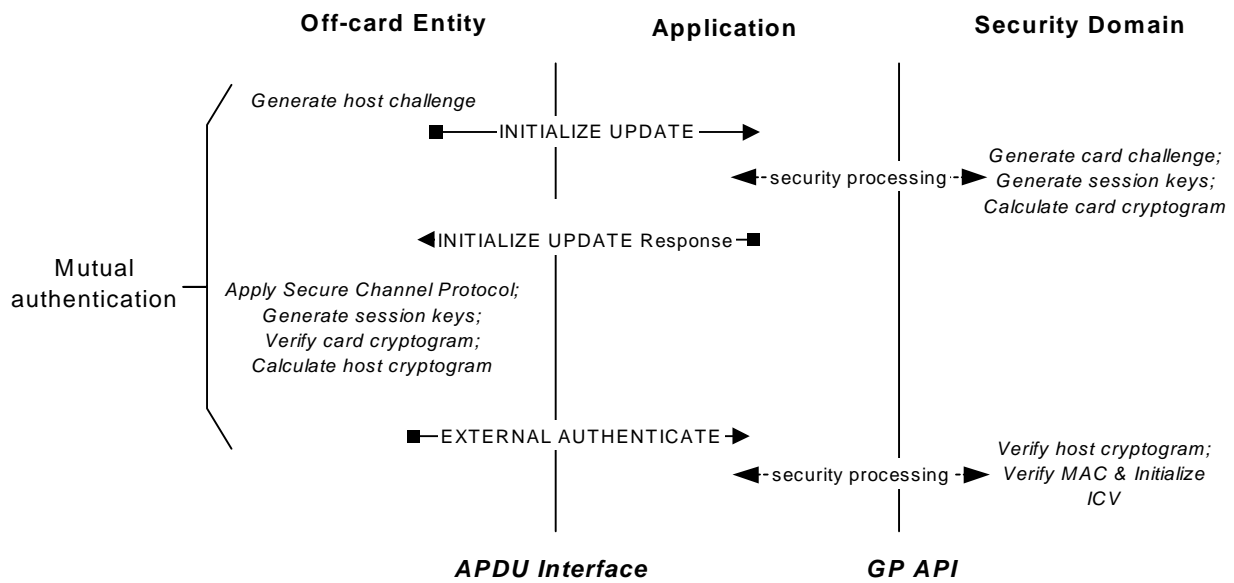 Off-card Entity
Application
Security Domain
Generate host challenge
INITIALIZE UPDATE
security processing
Generate card challenge;
Generate session keys;
Calculate card cryptogram
INITIALIZE UPDATE Response
Mutual
authentication
Apply Secure Channel Protocol;
Generate session keys;
Verify card cryptogram;
Calculate host cryptogram
EXTERNAL AUTHENTICATE
security processing
Verify host cryptogram;
Verify MAC & Initialize
ICV
APDU Interface
GP API